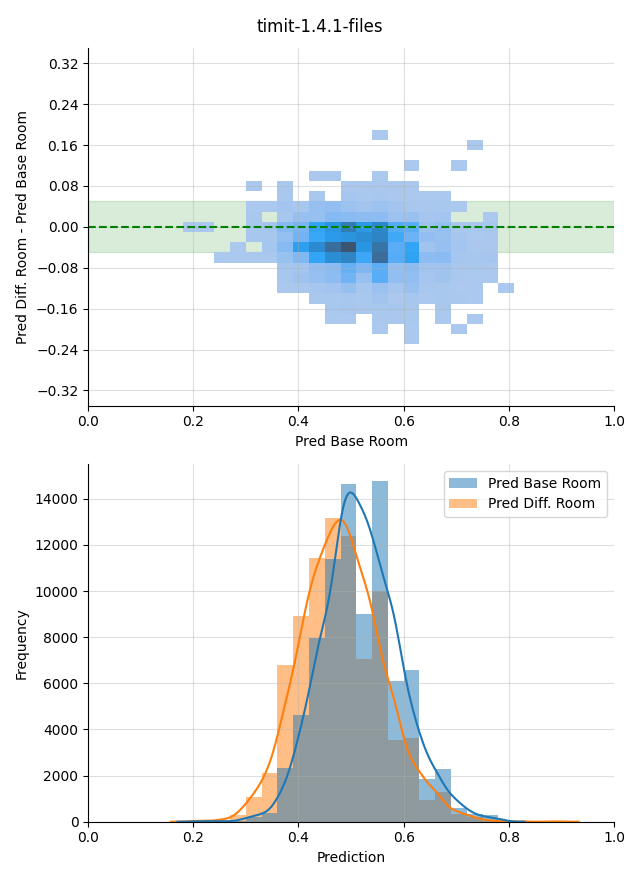 timit-1.4.1-files
Pred Diff. Room - Pred Base Room
0.32
0.24
0.16
0.08
0.00
−0.08
−0.16
−0.24
−0.32
0.0 0.2 0.4 0.6 0.8 1.0
Pred Base Room
Frequency
14000
12000
10000
8000
6000
4000
2000
0
Pred Base Room
Pred Diff. Room
0.0 0.2 0.4 0.6 0.8 1.0
Prediction